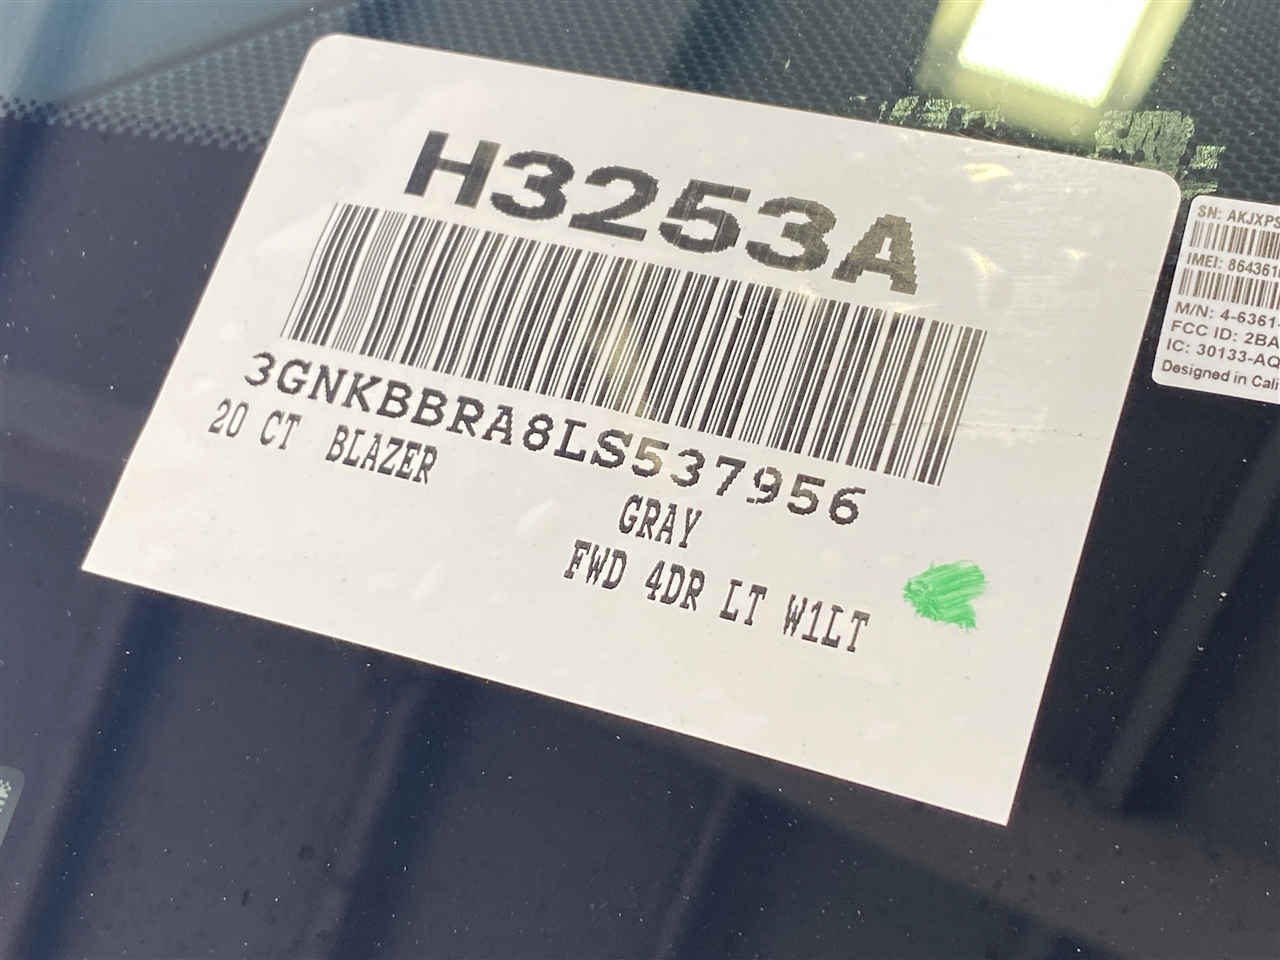 H3253A
3GNKBBRA8LS537956
20 CT BLAZER
GRAY
FWD 4DR LT W1LT
SN: AKJXP3
IMEI: 864361
M/N: 4-6361-
FCC ID: 2BA
IC: 30133-AQ
Designed in Cali